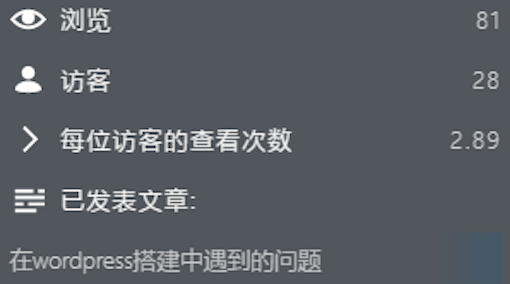 浏览 81
访客 28
每位访客的查看次数 2.89
已发表文章:
在wordpress搭建中遇到的问题